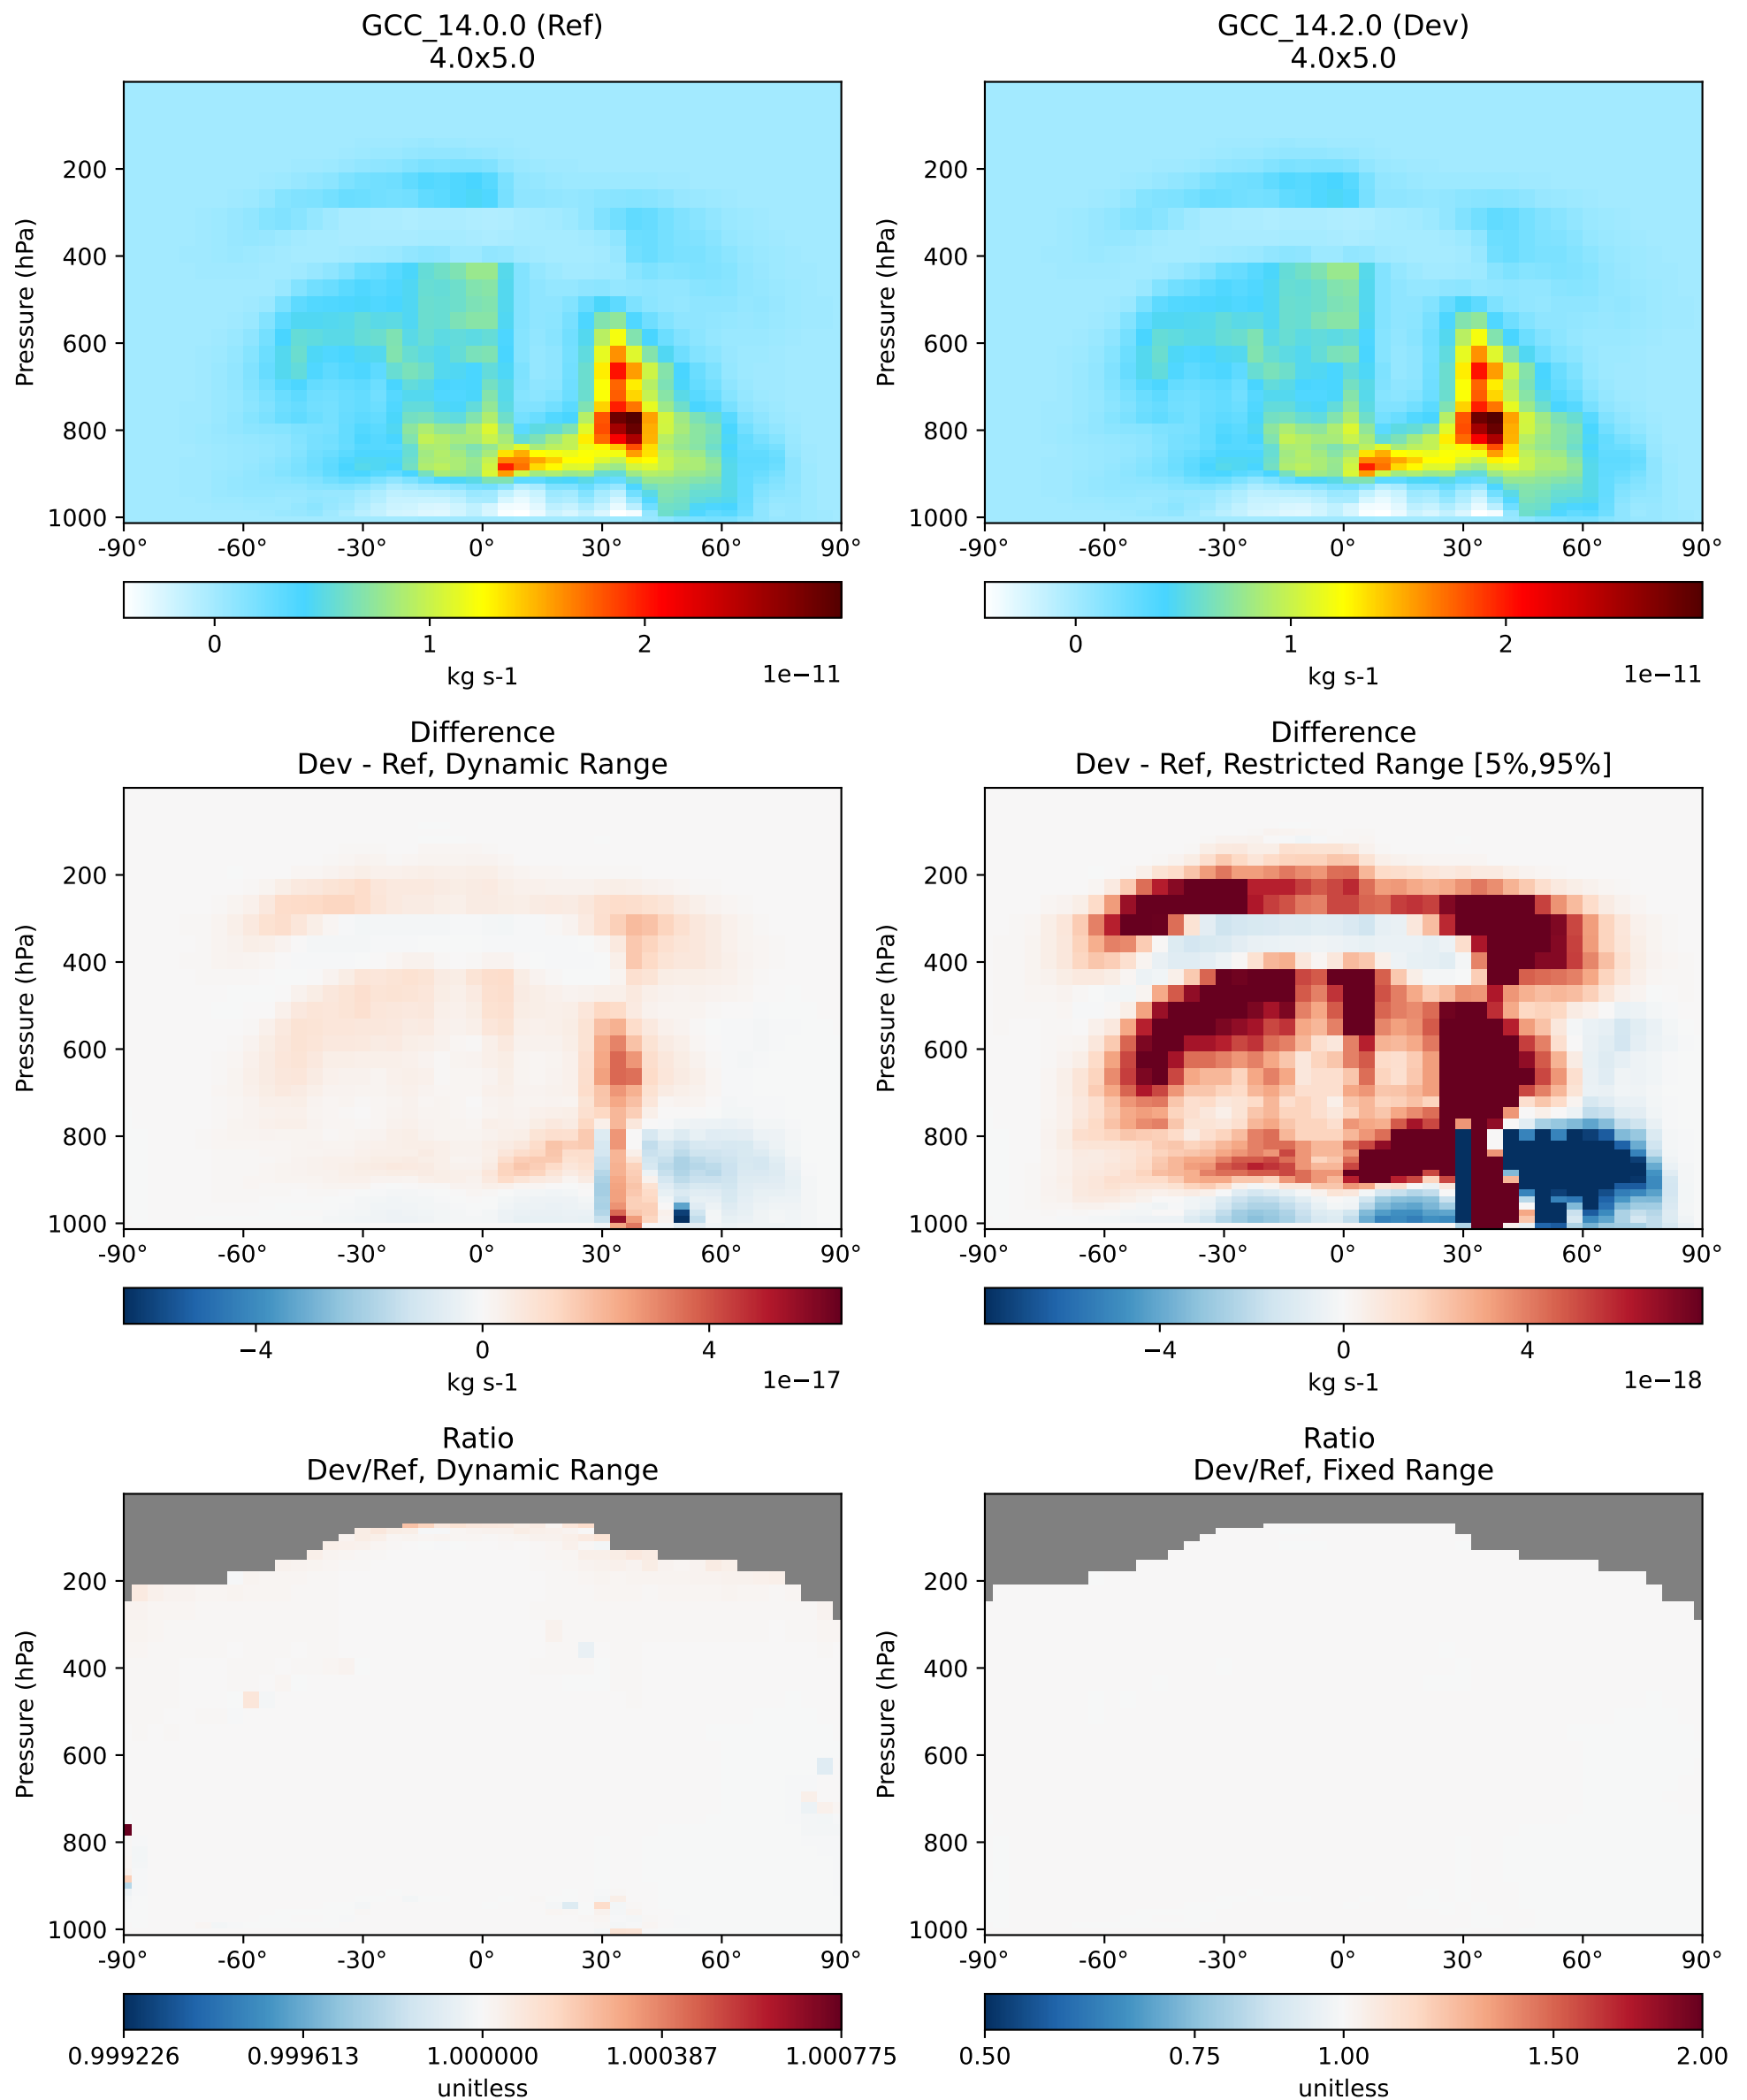 GCC_14.0.0 (Ref)
4.0x5.0
Pressure (hPa)
200
400
600
800
1000
-90° -60° -30° 0° 30° 60° 90°
0 1 2
kg s-1
1e−11
GCC_14.2.0 (Dev)
4.0x5.0
Pressure (hPa)
200
400
600
800
1000
-90° -60° -30° 0° 30° 60° 90°
0 1 2
kg s-1
1e−11
Difference
Dev - Ref, Dynamic Range
Pressure (hPa)
200
400
600
800
1000
-90° -60° -30° 0° 30° 60° 90°
−4 0 4
kg s-1
1e−17
Difference
Dev - Ref, Restricted Range [5%,95%]
Pressure (hPa)
200
400
600
800
1000
-90° -60° -30° 0° 30° 60° 90°
−4 0 4
kg s-1
1e−18
Ratio
Dev/Ref, Dynamic Range
Pressure (hPa)
200
400
600
800
1000
-90° -60° -30° 0° 30° 60° 90°
0.999226 0.999613 1.000000 1.000387 1.000775
unitless
Ratio
Dev/Ref, Fixed Range
Pressure (hPa)
200
400
600
800
1000
-90° -60° -30° 0° 30° 60° 90°
0.50 0.75 1.00 1.50 2.00
unitless